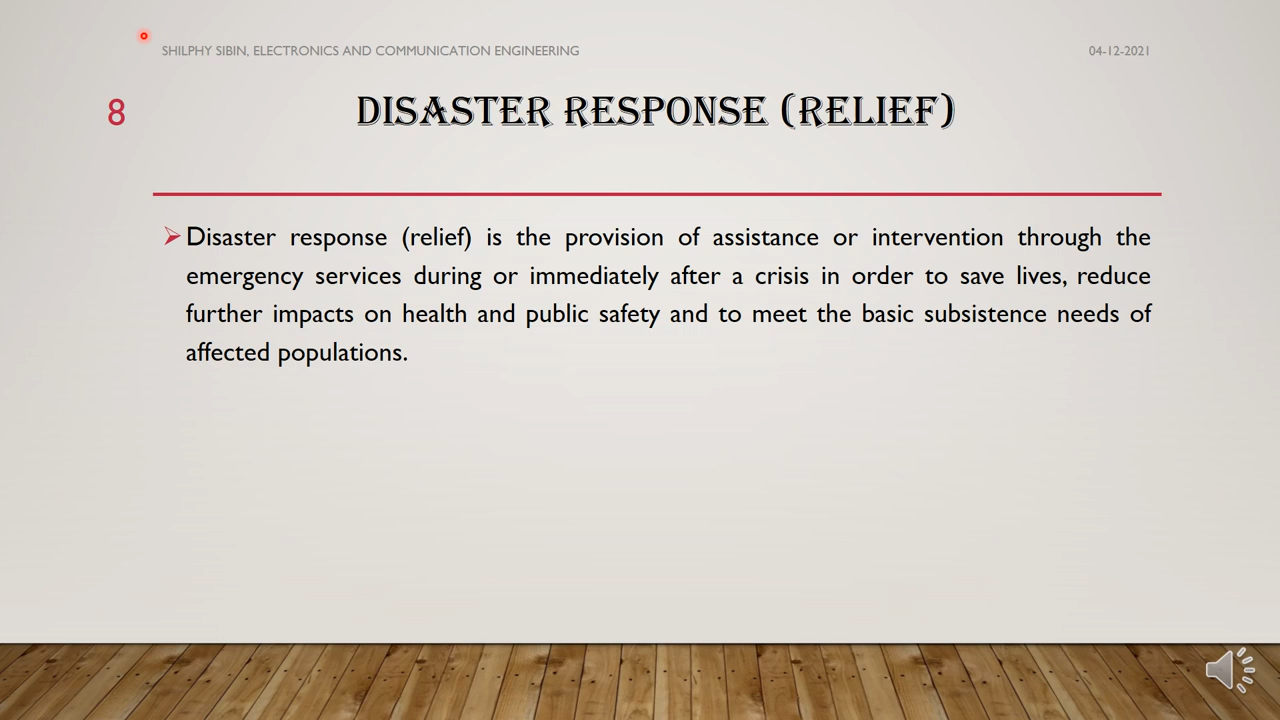 SHILPHY SIBIN, ELECTRONICS AND COMMUNICATION ENGINEERING
04-12-2021
8
DISASTER RESPONSE (RELIEF)
Disaster response (relief) is the provision of assistance or intervention through the
emergency services during or immediately after a crisis in order to save lives, reduce
further impacts on health and public safety and to meet the basic subsistence needs of
affected populations.